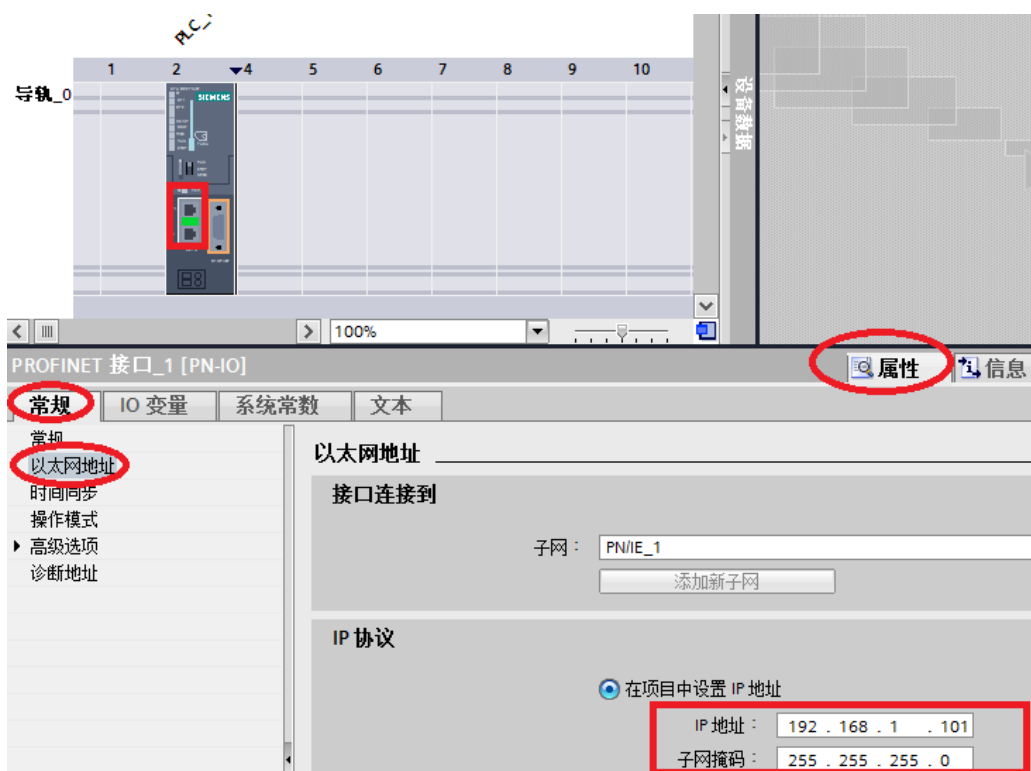 PLC_1
1 2 4 5 6 7 8 9 10
导轨_0
SIEMENS
设备数据
100%
PROFINET 接口_1 [PN-IO]
属性
信息
常规 IO 变量 系统常数 文本
常规
以太网地址
时间同步
操作模式
高级选项
诊断地址
以太网地址
接口连接到
子网：
PN/IE_1
添加新子网
IP 协议
在项目中设置 IP 地址
IP 地址：
192 . 168 . 1 . 101
子网掩码：
255 . 255 . 255 . 0